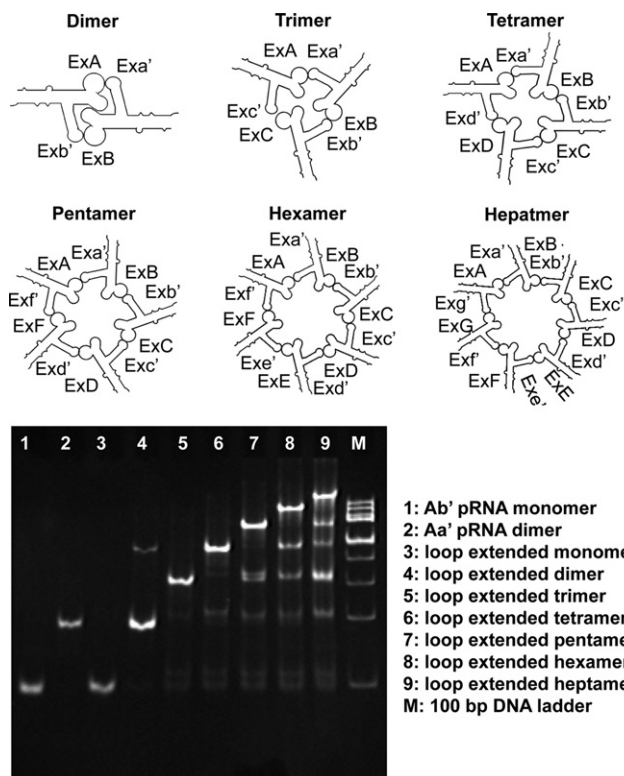 Dimer Trimer Tetramer
ExA Exa'
Exb' ExB
ExA Exa'
Exc' ExC
ExB Exb'
ExA Exa'
ExB Exb'
Exd' ExD
ExC Exc'
Pentamer Hexamer Hepatmer
Exa'
ExA ExB
Exf' Exb'
ExF ExC
Exd' Exc'
ExD
Exa'
ExA ExB
Exb'
Exf' ExC
ExF Exc'
Exe' ExD
ExE Exd'
Exa' ExB
Exb'
ExA ExC
Exg' Exc'
ExG ExD
Exf' Exd'
ExF Exe' ExE
1 2 3 4 5 6 7 8 9 M
1: Ab' pRNA monomer
2: Aa' pRNA dimer
3: loop extended monome
4: loop extended dimer
5: loop extended trimer
6: loop extended tetramer
7: loop extended pentame
8: loop extended hexamer
9: loop extended heptame
M: 100 bp DNA ladder